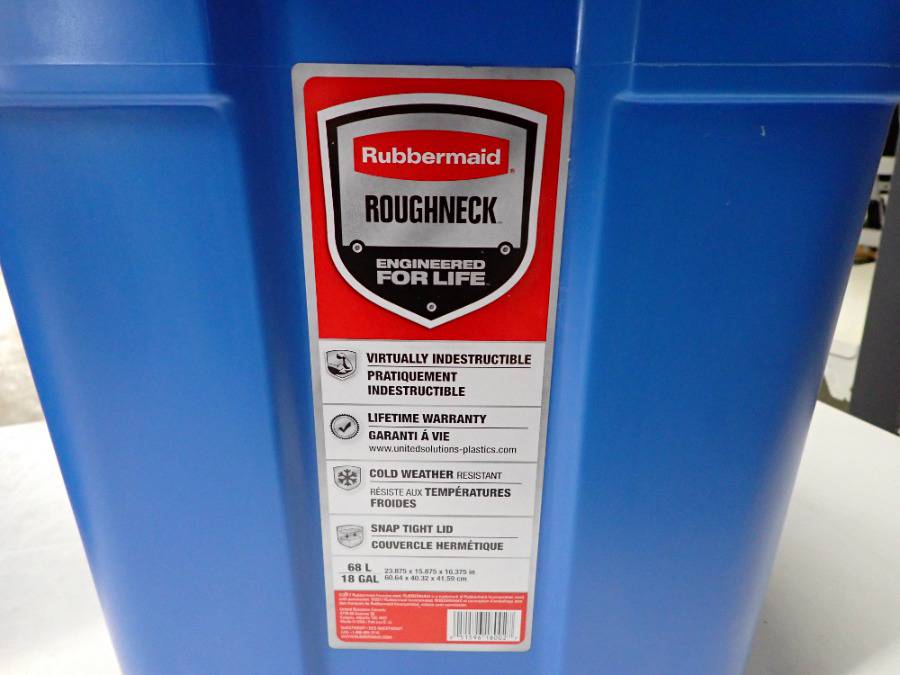 Rubbermaid
ROUGHNECK
ENGINEERED
FOR LIFE
VIRTUALLY INDESTRUCTIBLE
PRATIQUEMENT
INDESTRUCTIBLE
LIFETIME WARRANTY
GARANTI À VIE
www.unitedsolutions-plastics.com
COLD WEATHER RESISTANT
RÉSISTE AUX TEMPÉRATURES
FROIDES
SNAP TIGHT LID
COUVERCLE HERMÉTIQUE
68 L
18 GAL
23.875 x 15.875 x 16.375 in
60.64 x 40.32 x 41.59 cm